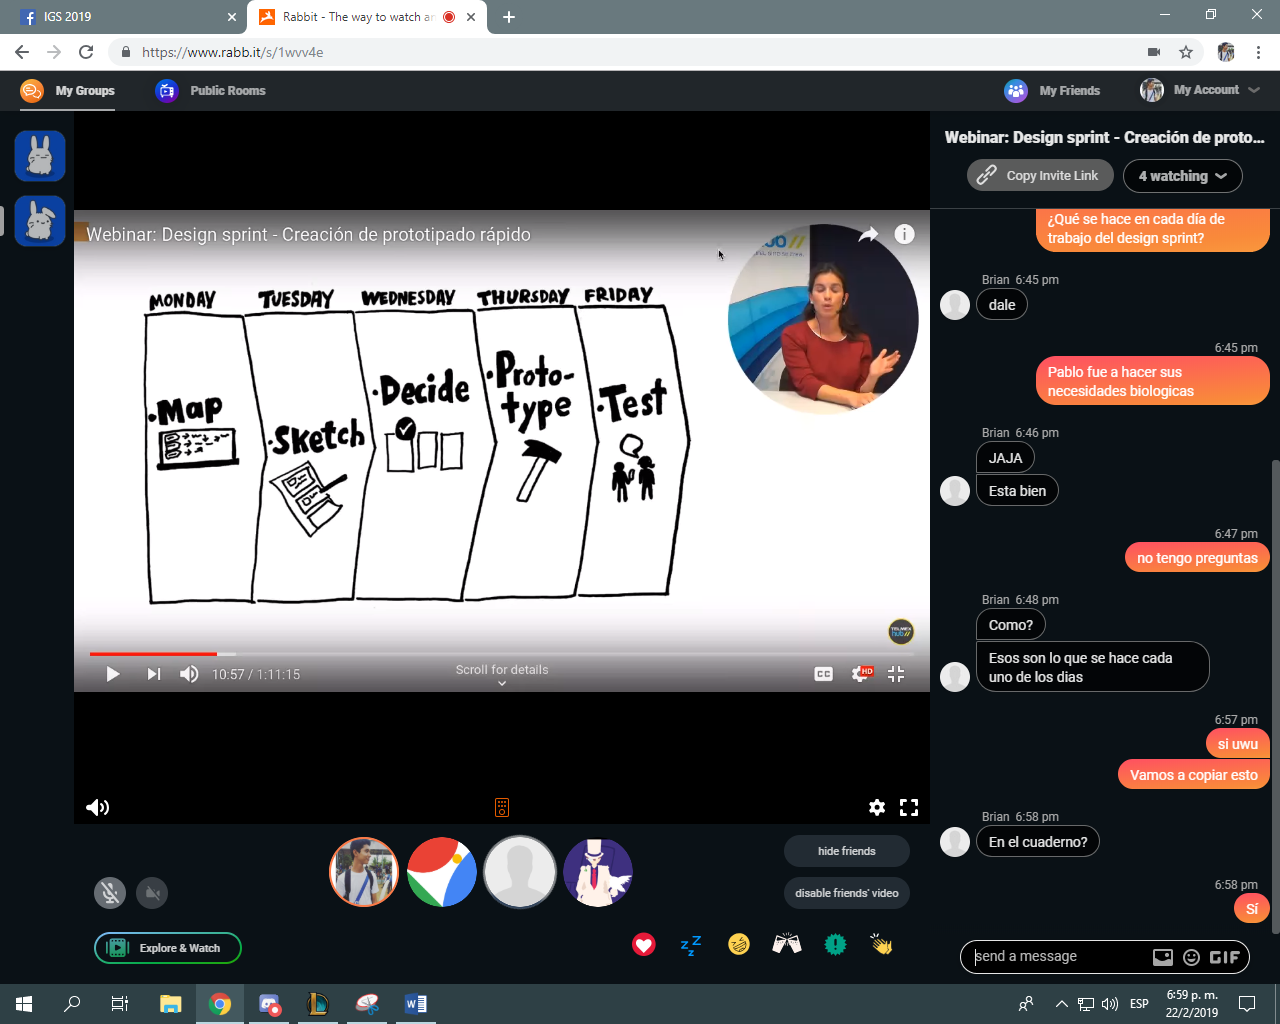 IGS 2019
Rabbit - The way to watch an
https://www.rabb.it/s/1wvv4e
My Groups
Public Rooms
My Friends
My Account
Webinar: Design sprint - Creación de proto...
Copy Invite Link
4 watching
Webinar: Design sprint - Creación de prototipado rápido
MONDAY TUESDAY WEDNESDAY THURSDAY FRIDAY
·Map
·Sketch
·Decide
·Proto-
type
·Test
TELMEX
hub//
10:57 / 1:11:15
Scroll for details
CC
HD
¿Qué se hace en cada día de
trabajo del design sprint?
Brian 6:45 pm
dale
6:45 pm
Pablo fue a hacer sus
necesidades biologicas
Brian 6:46 pm
JAJA
Esta bien
6:47 pm
no tengo preguntas
Brian 6:48 pm
Como?
Esos son lo que se hace cada
uno de los dias
6:57 pm
si uwu
Vamos a copiar esto
Brian 6:58 pm
En el cuaderno?
6:58 pm
Sí
send a message
GIF
hide friends
disable friends' video
Explore & Watch
ESP
6:59 p. m.
22/2/2019